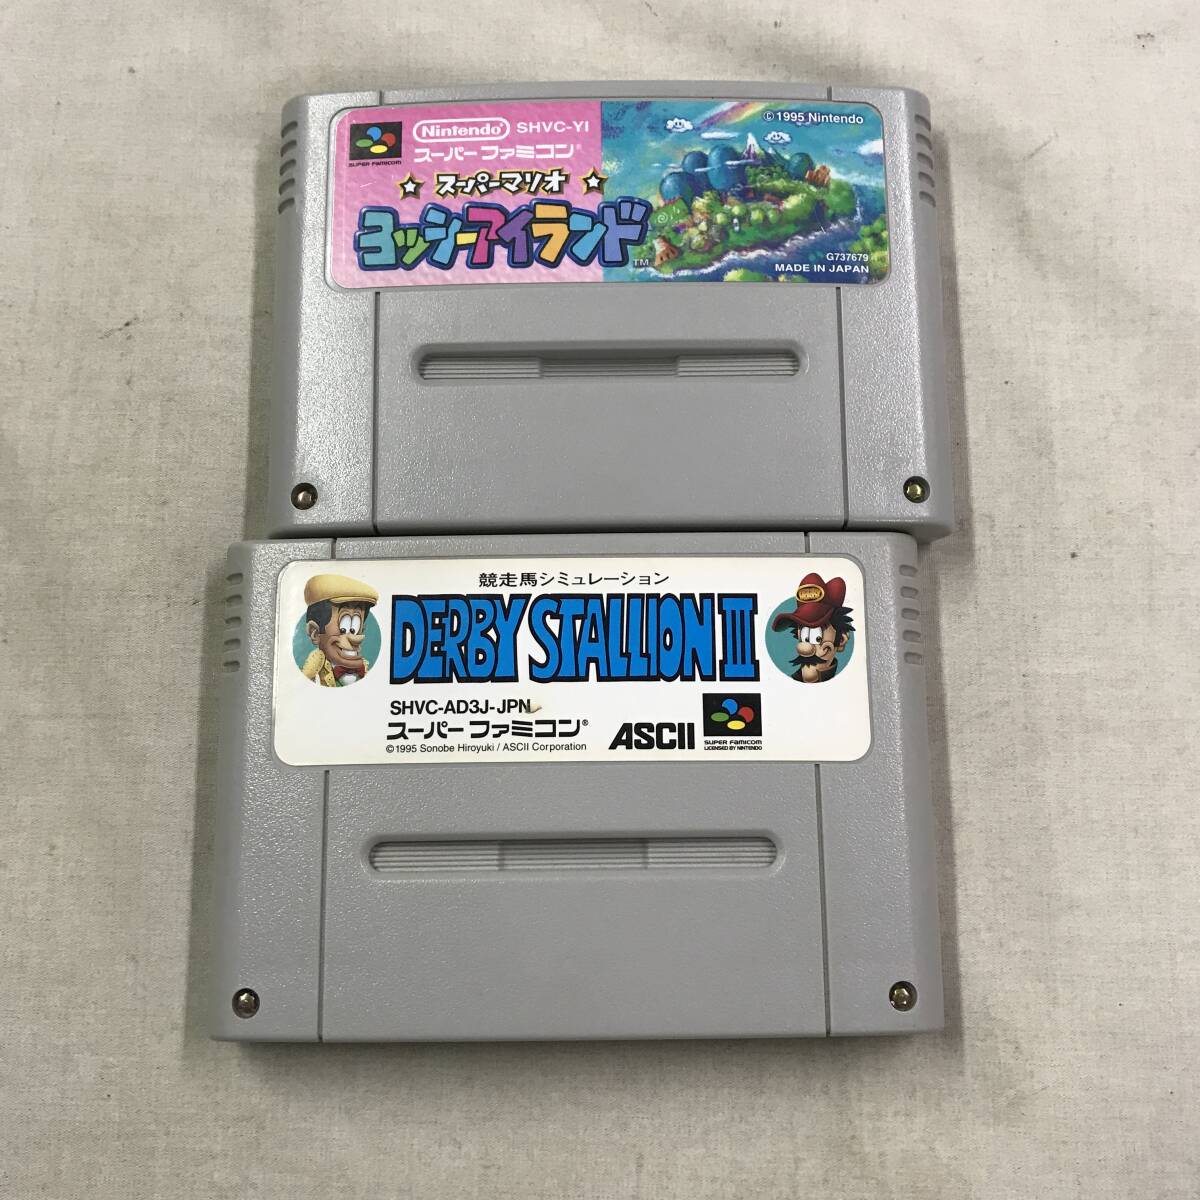 Nintendo® SHVC-YI
スーパーファミコン®
SUPER FAMICOM
スーパーマリオ
ヨッシーアイランド™
©1995 Nintendo
G737679
MADE IN JAPAN
競走馬シミュレーション
DERBY STALLION III
SHVC-AD3J-JPN
スーパーファミコン®
©1995 Sonobe Hiroyuki / ASCII Corporation
ASCII
SUPER FAMICOM
LICENSED BY NINTENDO